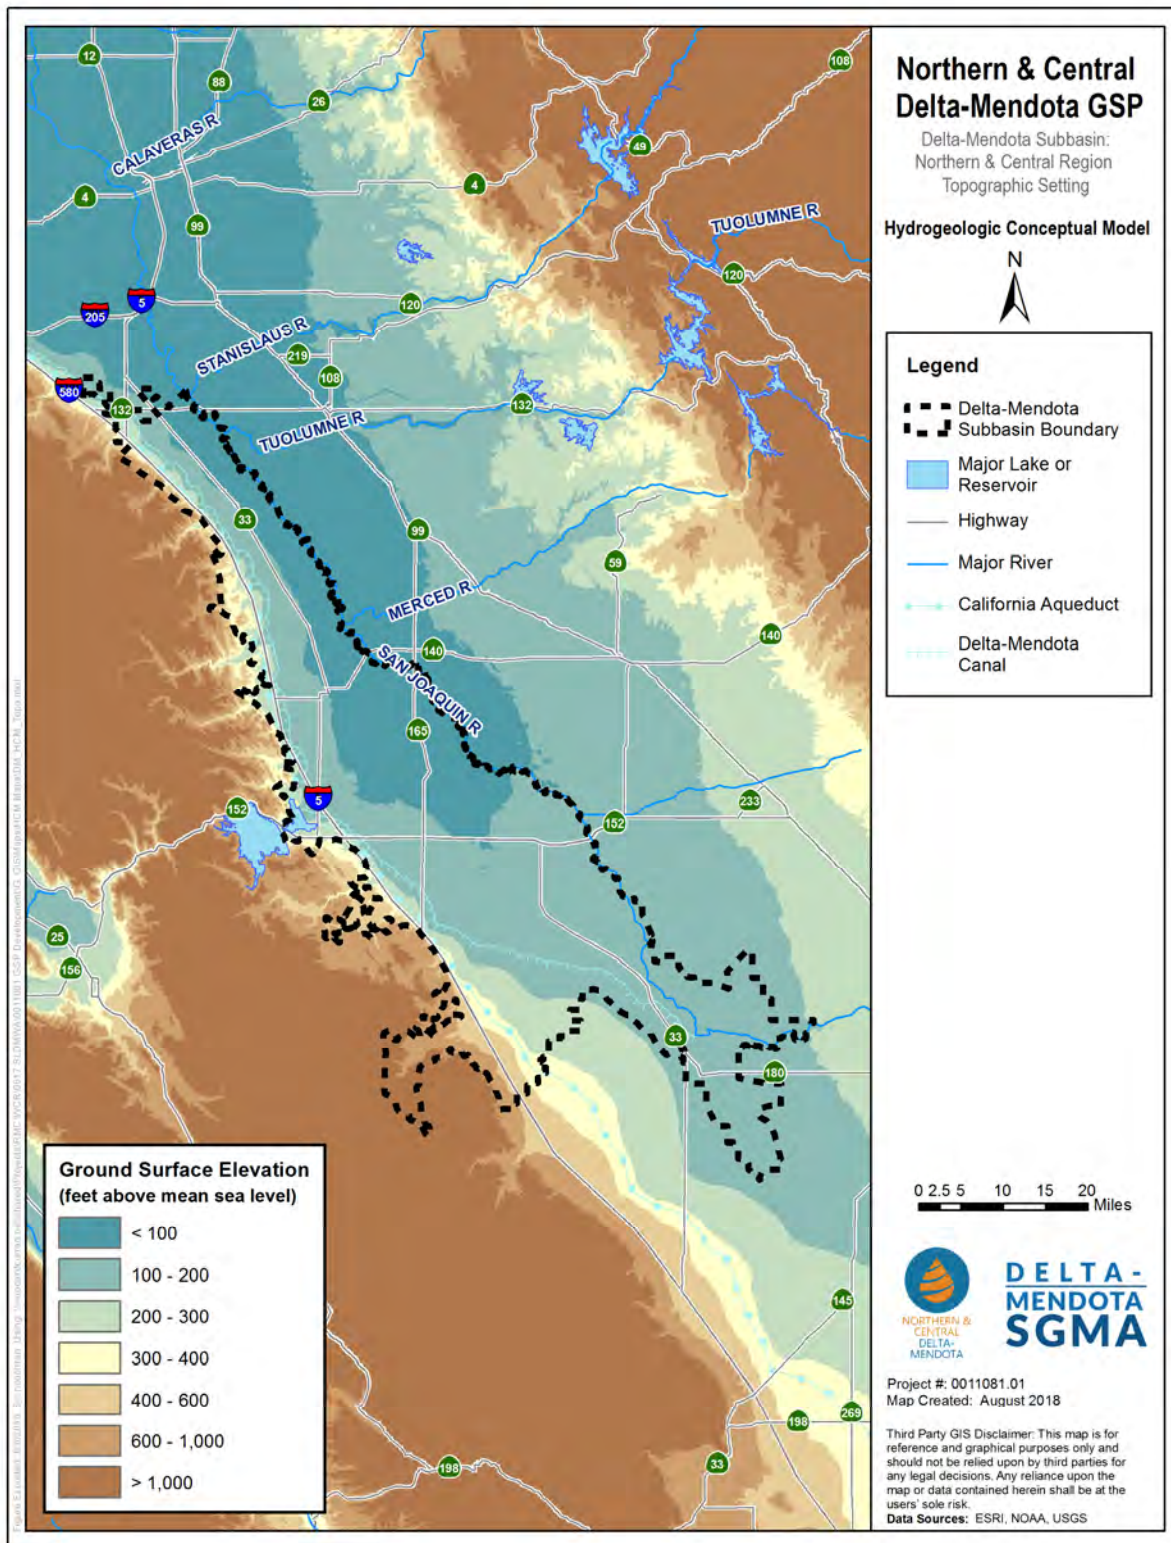 Northern & Central
Delta-Mendota GSP
Delta-Mendota Subbasin:
Northern & Central Region
Topographic Setting
Hydrogeologic Conceptual Model
N
Legend
Delta-Mendota
Subbasin Boundary
Major Lake or
Reservoir
Highway
Major River
California Aqueduct
Delta-Mendota
Canal
0 2.5 5 10 15 20
Miles
NORTHERN &
CENTRAL
DELTA-
MENDOTA
DELTA-
MENDOTA
SGMA
Project #: 0011081.01
Map Created: August 2018
Third Party GIS Disclaimer: This map is for
reference and graphical purposes only and
should not be relied upon by third parties for
any legal decisions. Any reliance upon the
map or data contained herein shall be at the
users' sole risk.
Data Sources: ESRI, NOAA, USGS
12
88
26
108
CALAVERAS R
49
4
4
99
TUOLUMNE R
120
5
205
120
STANISLAUS R
219
108
580
132
132
TUOLUMNE R
33
99
59
MERCED R
140
140
SAN JOAQUIN R
165
5
152
233
152
25
156
33
180
145
269
198
33
198
Ground Surface Elevation
(feet above mean sea level)
< 100
100 - 200
200 - 300
300 - 400
400 - 600
600 - 1,000
> 1,000